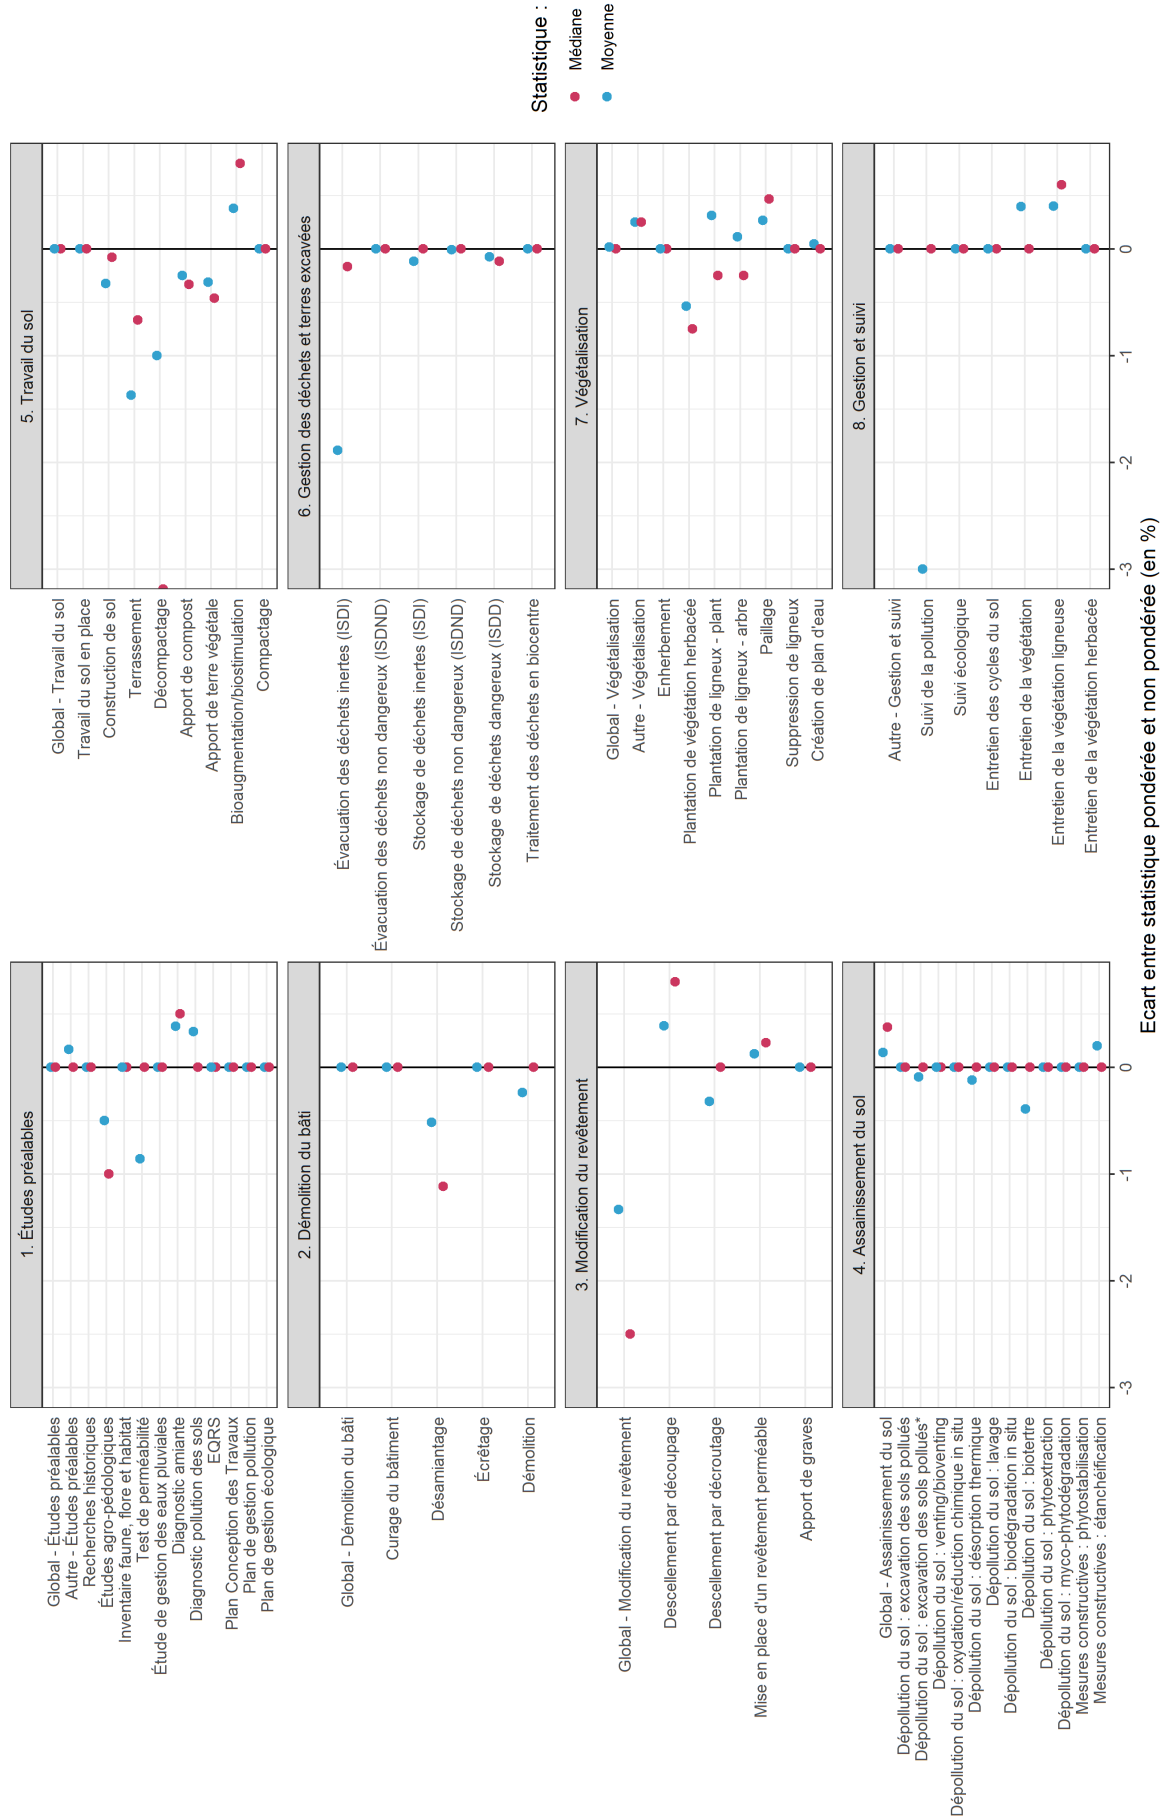 1. Études préalables
Global - Études préalables
Autre - Études préalables
Recherches historiques
Études agro-pédologiques
Inventaire faune, flore et habitat
Test de perméabilité
Étude de gestion des eaux pluviales
Diagnostic amiante
Diagnostic pollution des sols
EQRS
Plan Conception des Travaux
Plan de gestion pollution
Plan de gestion écologique
2. Démolition du bâti
Global - Démolition du bâti
Curage du bâtiment
Désamiantage
Écrêtage
Démolition
3. Modification du revêtement
Global - Modification du revêtement
Descellement par découpage
Descellement par décroutage
Mise en place d'un revêtement perméable
Apport de graves
4. Assainissement du sol
Global - Assainissement du sol
Dépollution du sol : excavation des sols pollués
Dépollution du sol : excavation des sols pollués*
Dépollution du sol : venting/bioventing
Dépollution du sol : oxydation/réduction chimique in situ
Dépollution du sol : désorption thermique
Dépollution du sol : lavage
Dépollution du sol : biodégradation in situ
Dépollution du sol : biotertre
Dépollution du sol : phytoextraction
Dépollution du sol : myco-phytodégradation
Mesures constructives : phytostabilisation
Mesures constructives : étanchéification
-3 -2 -1 0
5. Travail du sol
Global - Travail du sol
Travail du sol en place
Construction de sol
Terrassement
Décompactage
Apport de compost
Apport de terre végétale
Bioaugmentation/biostimulation
Compactage
6. Gestion des déchets et terres excavées
Évacuation des déchets inertes (ISDI)
Évacuation des déchets non dangereux (ISDND)
Stockage de déchets inertes (ISDI)
Stockage de déchets non dangereux (ISDND)
Stockage de déchets dangereux (ISDD)
Traitement des déchets en biocentre
7. Végétalisation
Global - Végétalisation
Autre - Végétalisation
Enherbement
Plantation de végétation herbacée
Plantation de ligneux - plant
Plantation de ligneux - arbre
Paillage
Suppression de ligneux
Création de plan d'eau
8. Gestion et suivi
Autre - Gestion et suivi
Suivi de la pollution
Suivi écologique
Entretien des cycles du sol
Entretien de la végétation
Entretien de la végétation ligneuse
Entretien de la végétation herbacée
-3 -2 -1 0
Ecart entre statistique pondérée et non pondérée (en %)
Statistique :
Médiane
Moyenne